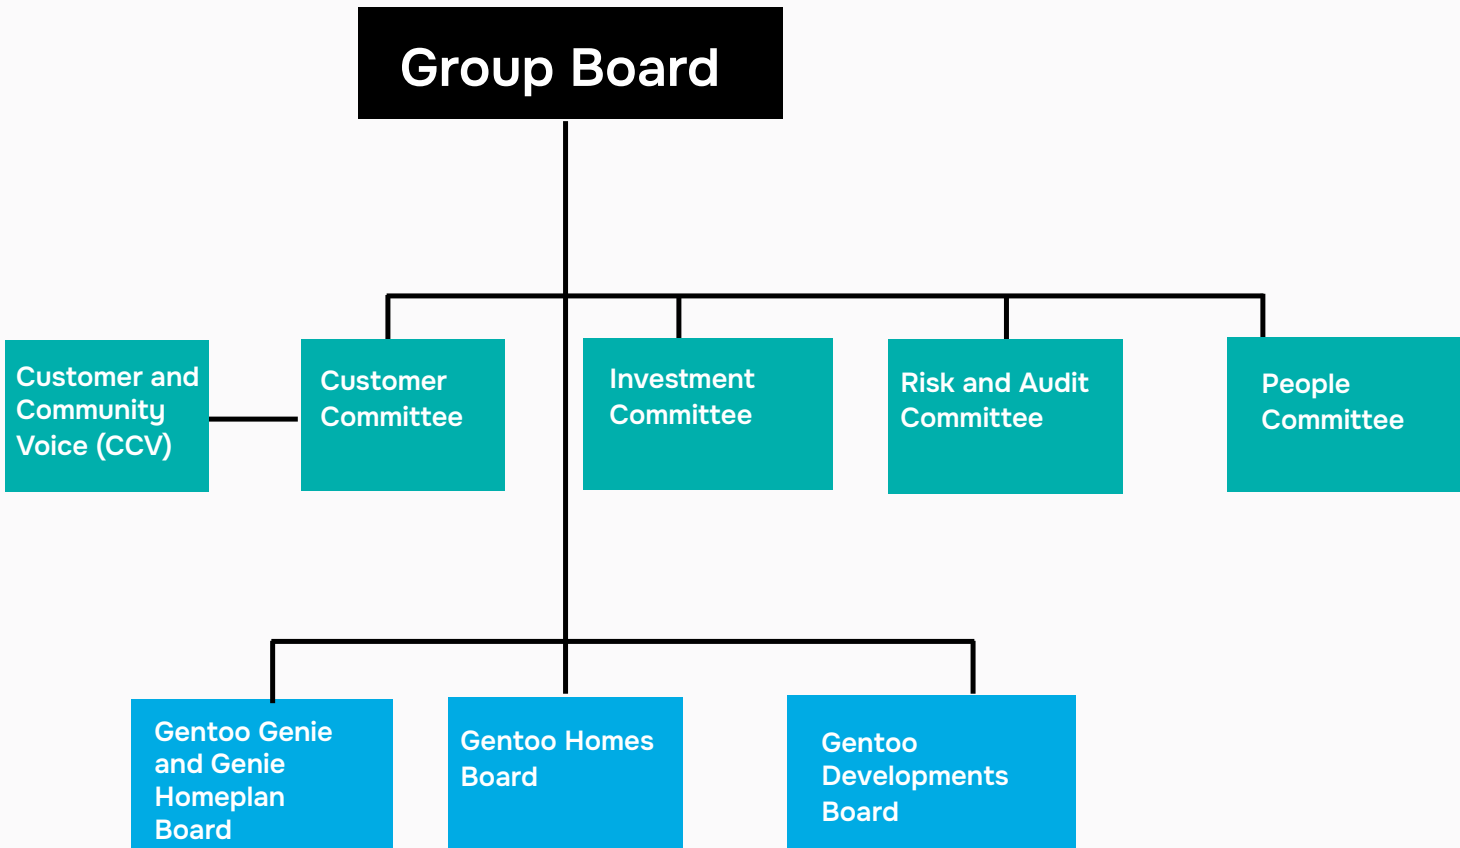 Group Board
Customer and
Community
Voice (CCV)
Customer
Committee
Investment
Committee
Risk and Audit
Committee
People
Committee
Gentoo Genie
and Genie
Homeplan
Board
Gentoo Homes
Board
Gentoo
Developments
Board